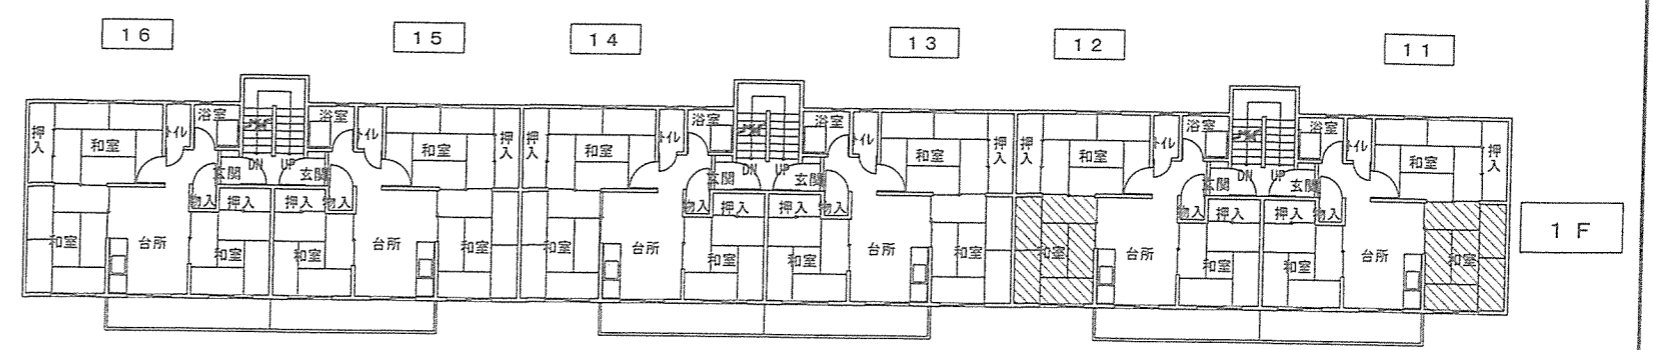 16
15
14
13
12
11
浴室
浴室
浴室
浴室
浴室
浴室
押入
和室
トイレ
トイレ
和室
押入
押入
和室
トイレ
トイレ
和室
押入
押入
和室
トイレ
トイレ
和室
押入
DN
UP
DN
UP
DN
UP
玄関
玄関
玄関
玄関
玄関
玄関
物入
押入
押入
物入
物入
押入
押入
物入
物入
押入
押入
物入
1F
和室
台所
和室
和室
台所
和室
和室
台所
和室
和室
台所
和室
和室
台所
和室
和室
台所
和室